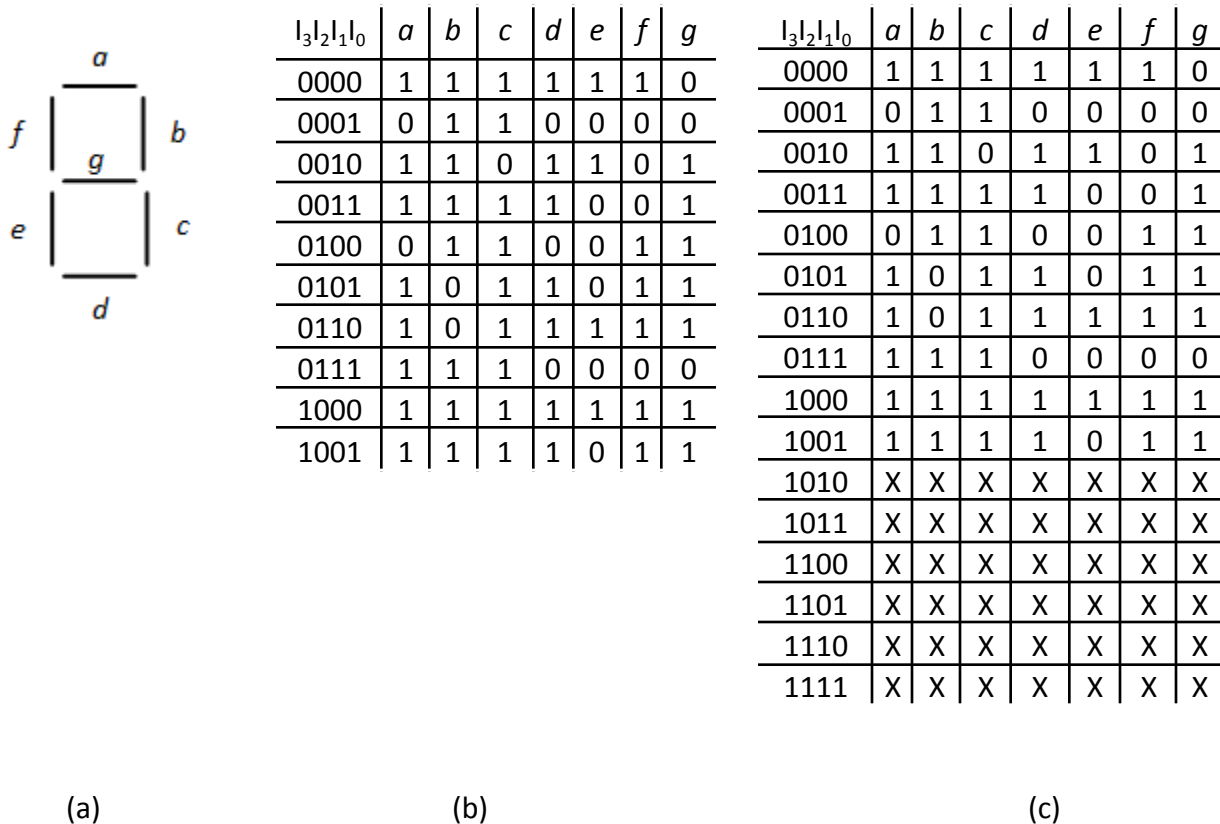 a
f b
g
e c
d
(a)
I₃I₂I₁I₀ a b c d e f g
0000 1 1 1 1 1 1 0
0001 0 1 1 0 0 0 0
0010 1 1 0 1 1 0 1
0011 1 1 1 1 0 0 1
0100 0 1 1 0 0 1 1
0101 1 0 1 1 0 1 1
0110 1 0 1 1 1 1 1
0111 1 1 1 0 0 0 0
1000 1 1 1 1 1 1 1
1001 1 1 1 1 0 1 1
(b)
I₃I₂I₁I₀ a b c d e f g
0000 1 1 1 1 1 1 0
0001 0 1 1 0 0 0 0
0010 1 1 0 1 1 0 1
0011 1 1 1 1 0 0 1
0100 0 1 1 0 0 1 1
0101 1 0 1 1 0 1 1
0110 1 0 1 1 1 1 1
0111 1 1 1 0 0 0 0
1000 1 1 1 1 1 1 1
1001 1 1 1 1 0 1 1
1010 X X X X X X X
1011 X X X X X X X
1100 X X X X X X X
1101 X X X X X X X
1110 X X X X X X X
1111 X X X X X X X
(c)